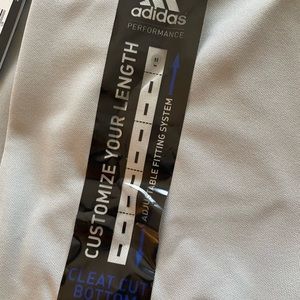 adidas
PERFORMANCE
CUSTOMIZE YOUR LENGTH
ADJUSTABLE FITTING SYSTEM
CLEAT CUT
BOTTOM